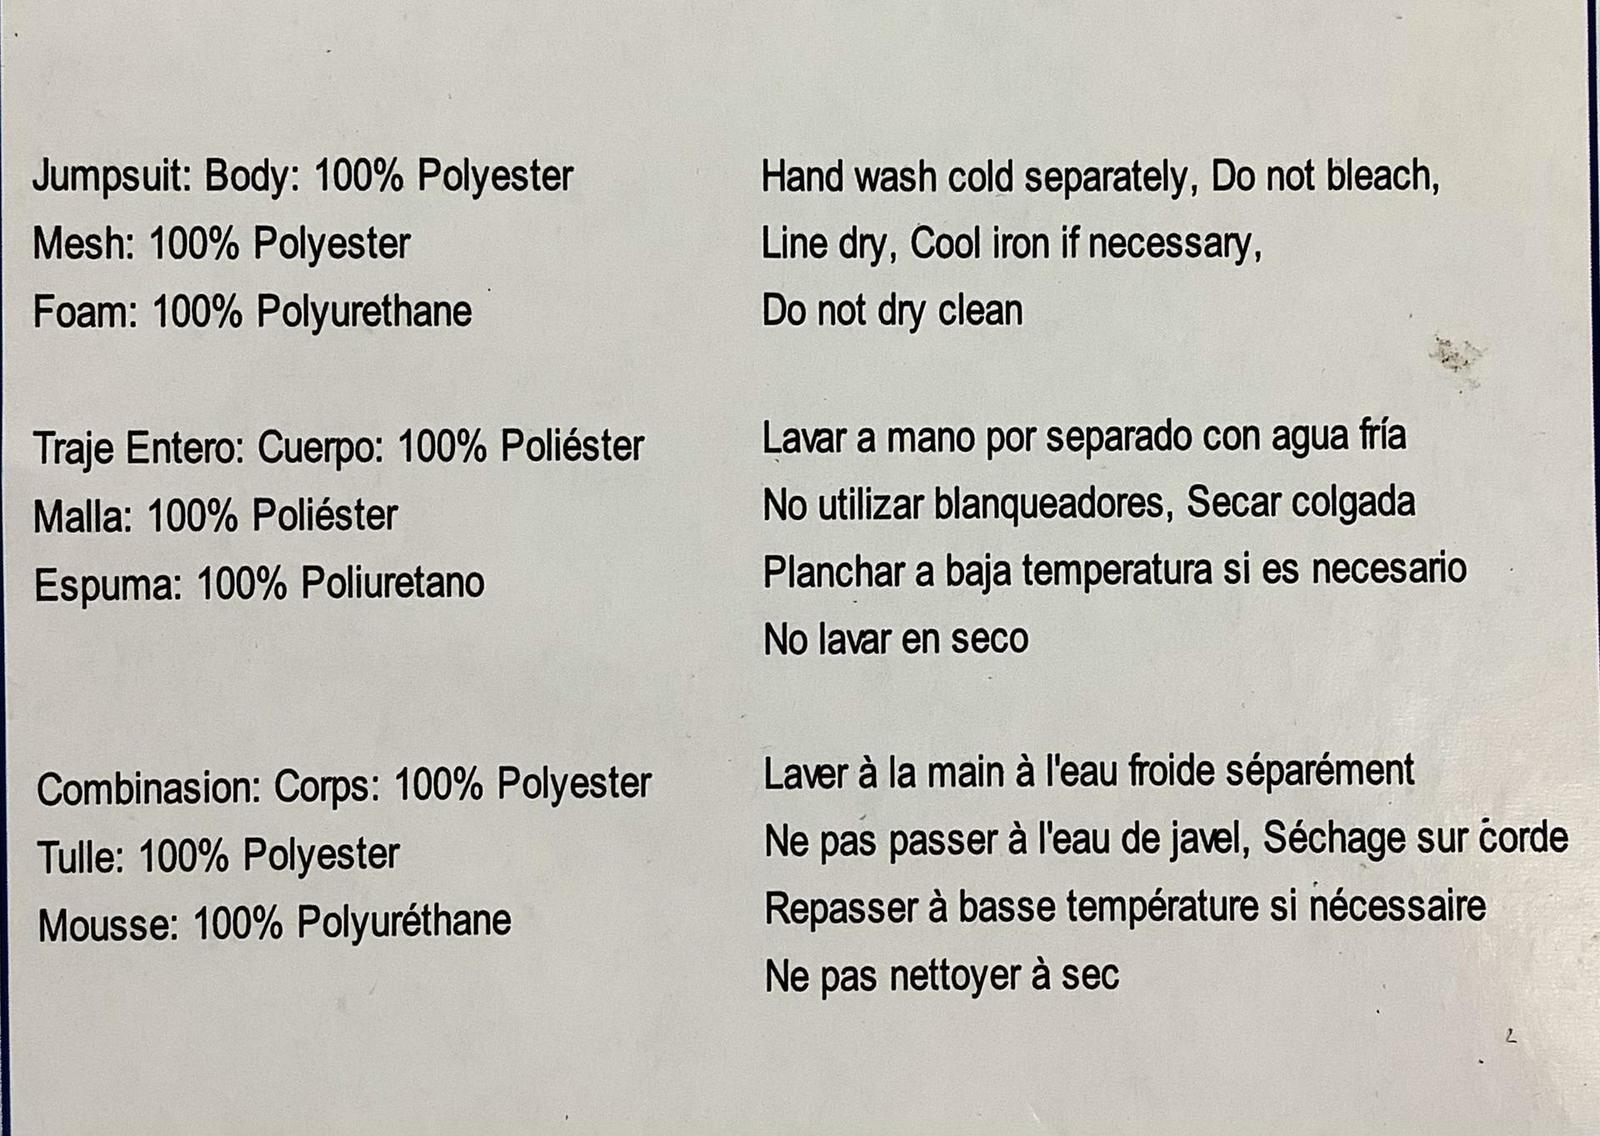 Jumpsuit: Body: 100% Polyester
Mesh: 100% Polyester
Foam: 100% Polyurethane
Hand wash cold separately, Do not bleach,
Line dry, Cool iron if necessary,
Do not dry clean
Traje Entero: Cuerpo: 100% Poliéster
Malla: 100% Poliéster
Espuma: 100% Poliuretano
Lavar a mano por separado con agua fría
No utilizar blanqueadores, Secar colgada
Planchar a baja temperatura si es necesario
No lavar en seco
Combinasion: Corps: 100% Polyester
Tulle: 100% Polyester
Mousse: 100% Polyuréthane
Laver à la main à l'eau froide séparément
Ne pas passer à l'eau de javel, Séchage sur corde
Repasser à basse température si nécessaire
Ne pas nettoyer à sec